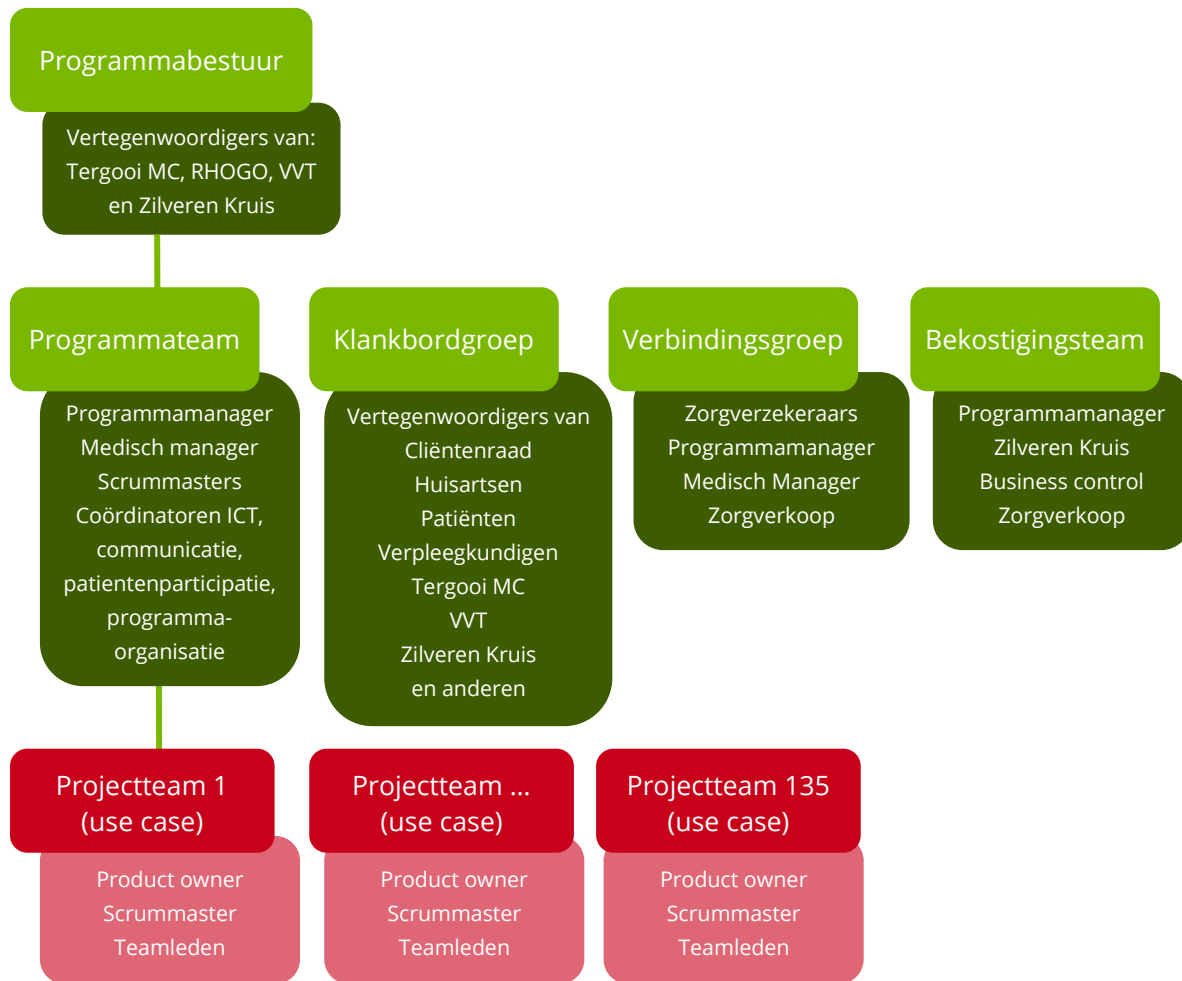 Programmabestuur
Vertegenwoordigers van:
Tergooi MC, RHOGO, VVT
en Zilveren Kruis
Programmateam
Programmamanager
Medisch manager
Scrummasters
Coördinatoren ICT,
communicatie,
patientenparticipatie,
programma-
organisatie
Klankbordgroep
Vertegenwoordigers van
Cliëntenraad
Huisartsen
Patiënten
Verpleegkundigen
Tergooi MC
VVT
Zilveren Kruis
en anderen
Verbindingsgroep
Zorgverzekeraars
Programmamanager
Medisch Manager
Zorgverkoop
Bekostigingsteam
Programmamanager
Zilveren Kruis
Business control
Zorgverkoop
Projectteam 1
(use case)
Product owner
Scrummaster
Teamleden
Projectteam ...
(use case)
Product owner
Scrummaster
Teamleden
Projectteam 135
(use case)
Product owner
Scrummaster
Teamleden